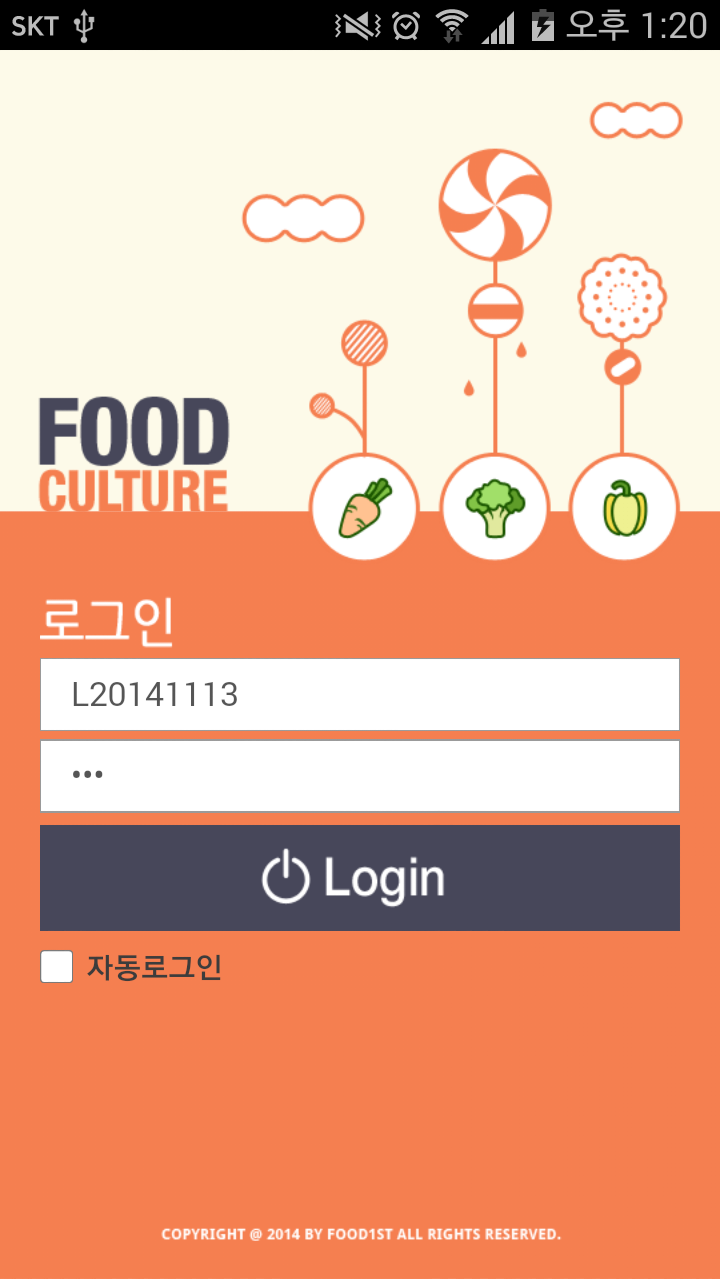 SKT 오후 1:20
FOOD
CULTURE
로그인
L20141113
•••
Login
자동로그인
COPYRIGHT @ 2014 BY FOOD1ST ALL RIGHTS RESERVED.